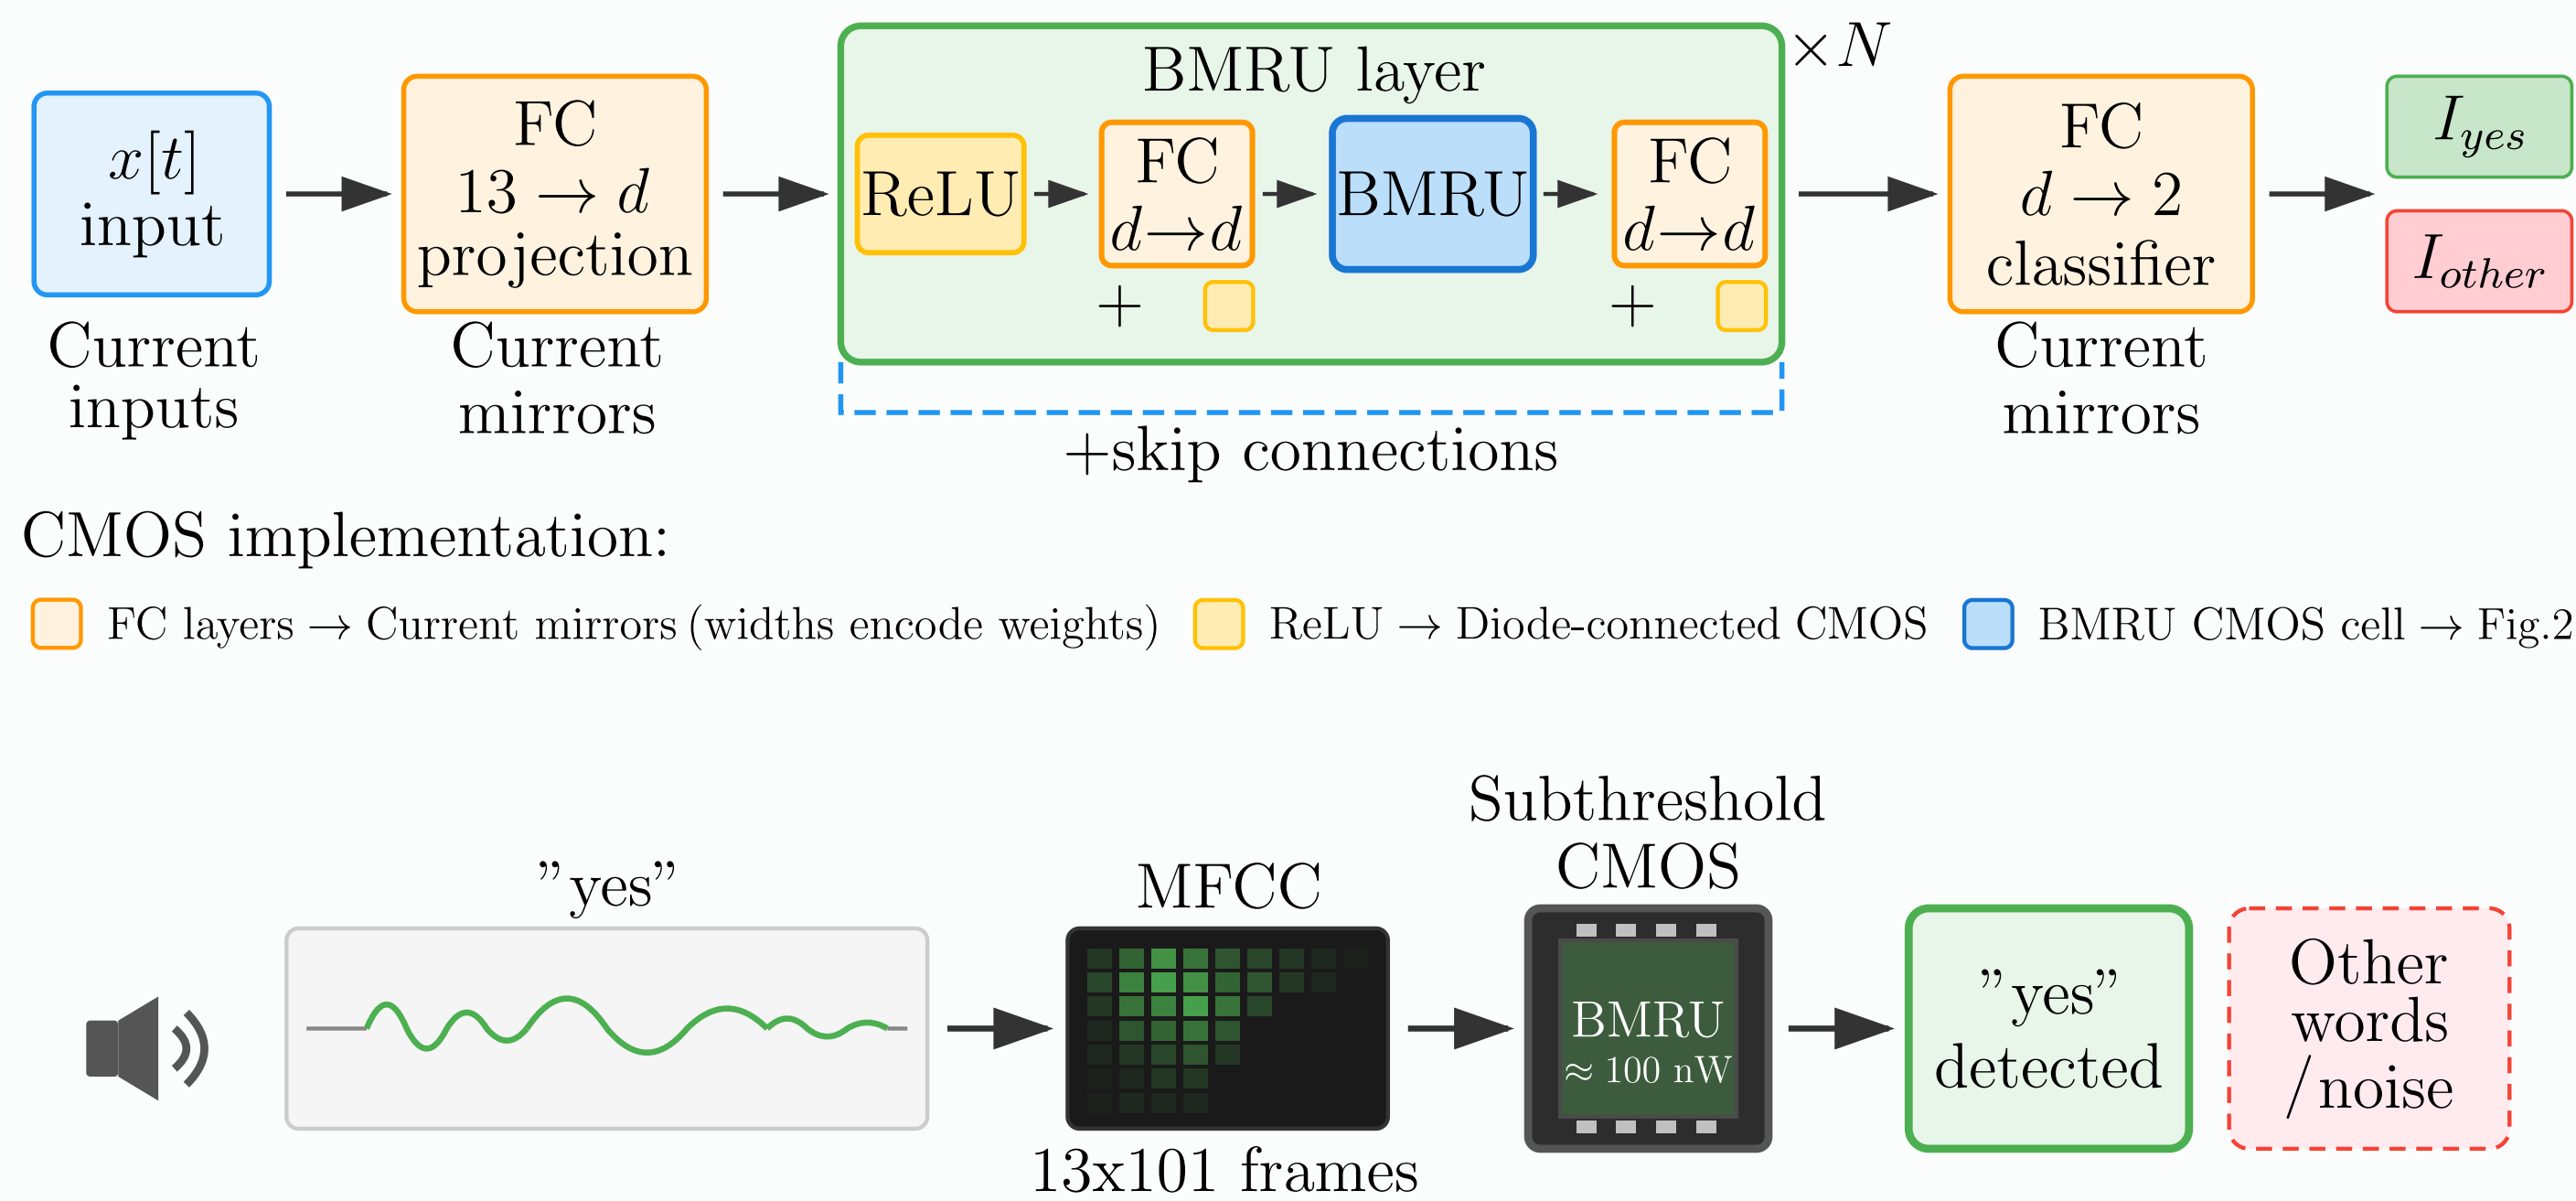 x[t]
input
Current
inputs
FC
13 → d
projection
Current
mirrors
BMRU layer
×N
ReLU
FC
d→d
+
BMRU
FC
d→d
+
+skip connections
FC
d → 2
classifier
Current
mirrors
I_yes
I_other
CMOS implementation:
FC layers → Current mirrors (widths encode weights)
ReLU → Diode-connected CMOS
BMRU CMOS cell → Fig.2
"yes"
MFCC
13x101 frames
Subthreshold
CMOS
BMRU
≈ 100 nW
"yes"
detected
Other
words
/noise